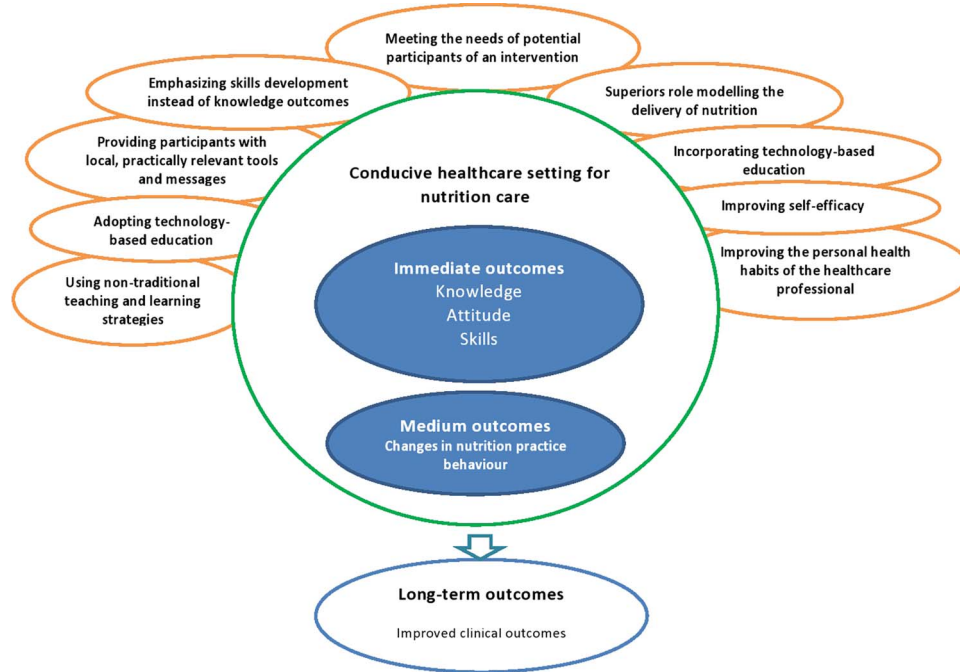 Meeting the needs of potential
participants of an intervention
Emphasizing skills development
instead of knowledge outcomes
Superiors role modelling the
delivery of nutrition
Providing participants with
local, practically relevant tools
and messages
Incorporating technology-based
education
Adopting technology-
based education
Improving self-efficacy
Using non-traditional
teaching and learning
strategies
Improving the personal health
habits of the healthcare
professional
Conducive healthcare setting for
nutrition care
Immediate outcomes
Knowledge
Attitude
Skills
Medium outcomes
Changes in nutrition practice
behaviour
Long-term outcomes
Improved clinical outcomes